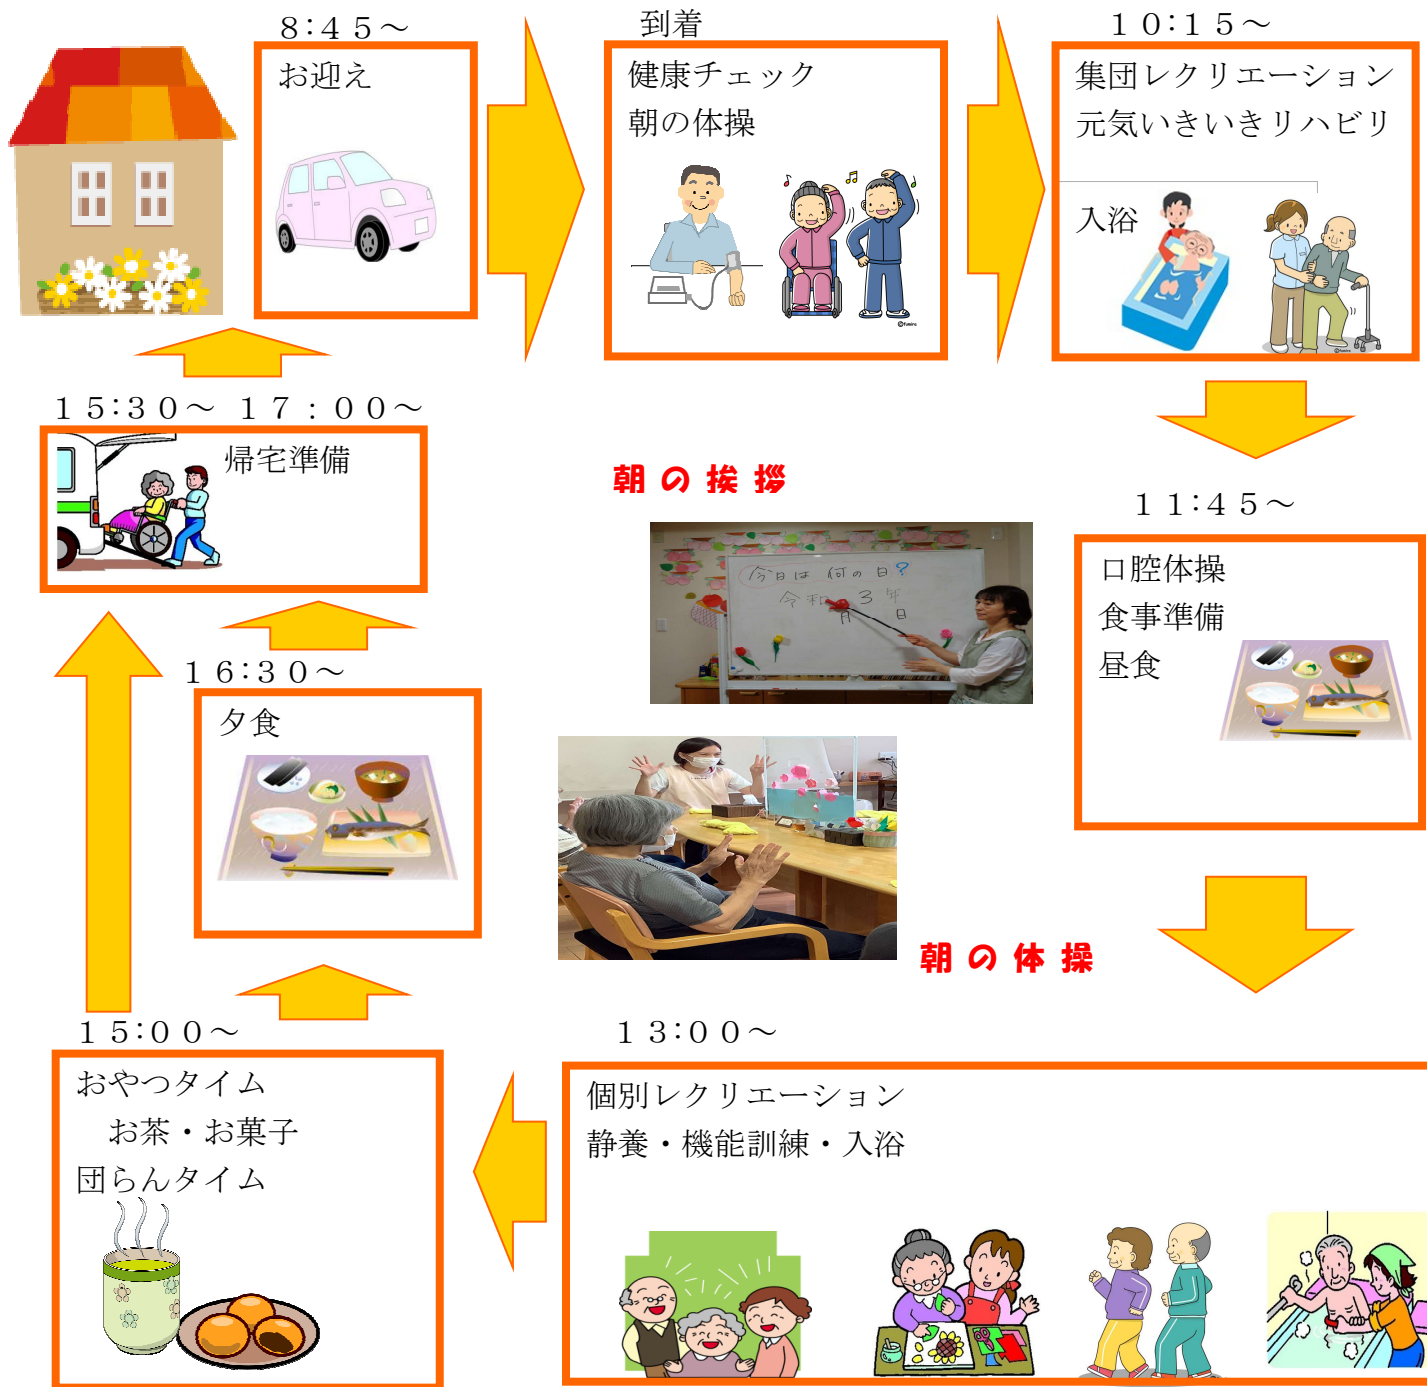 8:45～
お迎え
到着
健康チェック
朝の体操
10:15～
集団レクリエーション
元気いきいきリハビリ
入浴
11:45～
口腔体操
食事準備
昼食
13:00～
個別レクリエーション
静養・機能訓練・入浴
15:00～
おやつタイム
お茶・お菓子
団らんタイム
16:30～
夕食
15:30～ 17:00～
帰宅準備
朝の挨拶
今日は 何の日?
令和 3年
月 日
朝の体操